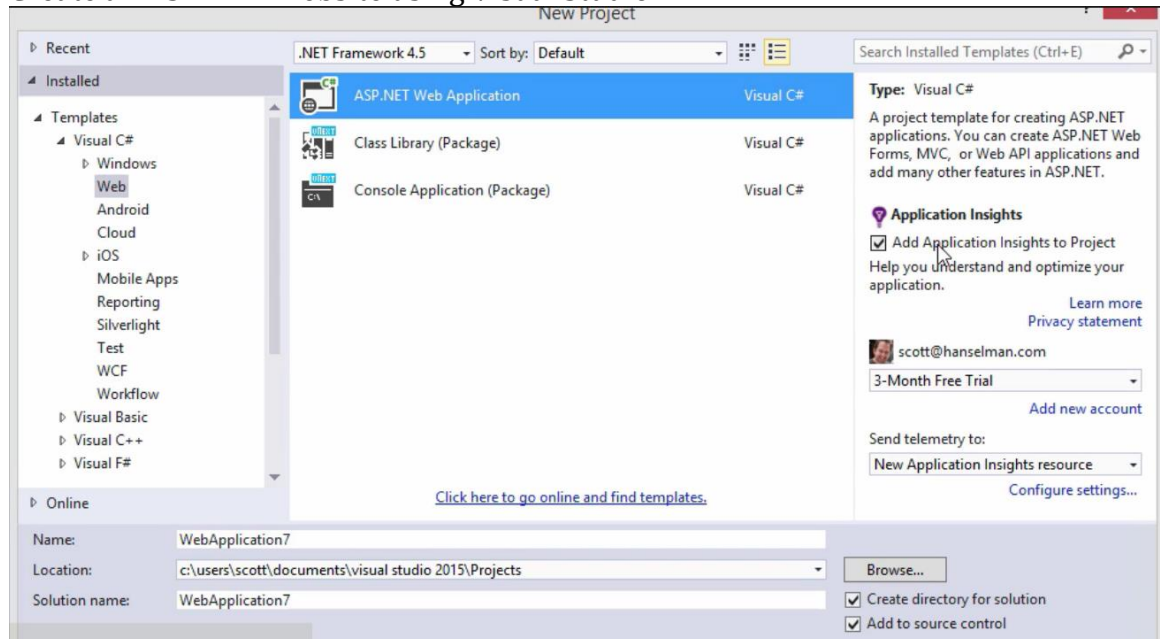 New Project
Recent
.NET Framework 4.5
Sort by: Default
Search Installed Templates (Ctrl+E)
Installed
Templates
Visual C#
Windows
Web
Android
Cloud
iOS
Mobile Apps
Reporting
Silverlight
Test
WCF
Workflow
Visual Basic
Visual C++
Visual F#
Online
ASP.NET Web Application Visual C#
Class Library (Package) Visual C#
Console Application (Package) Visual C#
Click here to go online and find templates.
Type: Visual C#
A project template for creating ASP.NET
applications. You can create ASP.NET Web
Forms, MVC, or Web API applications and
add many other features in ASP.NET.
Application Insights
Add Application Insights to Project
Help you understand and optimize your
application.
Learn more
Privacy statement
scott@hanselman.com
3-Month Free Trial
Add new account
Send telemetry to:
New Application Insights resource
Configure settings...
Name: WebApplication7
Location: c:\users\scott\documents\visual studio 2015\Projects
Browse...
Solution name: WebApplication7
Create directory for solution
Add to source control